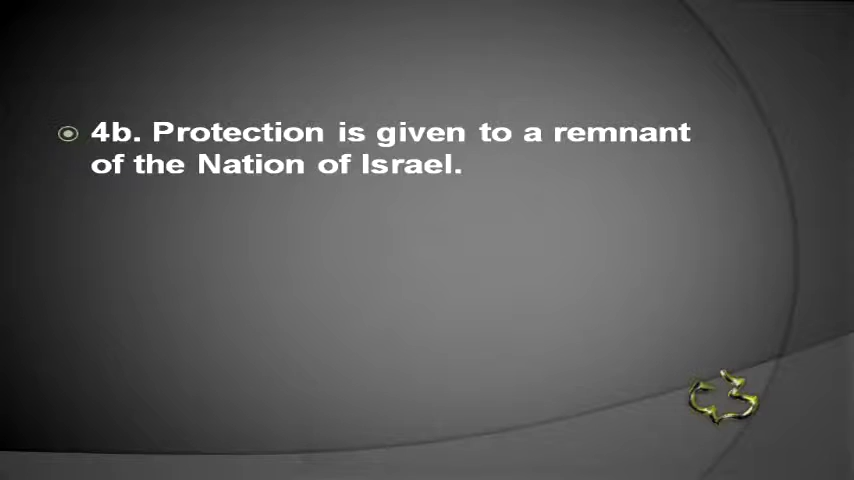 4b. Protection is given to a remnant
of the Nation of Israel.